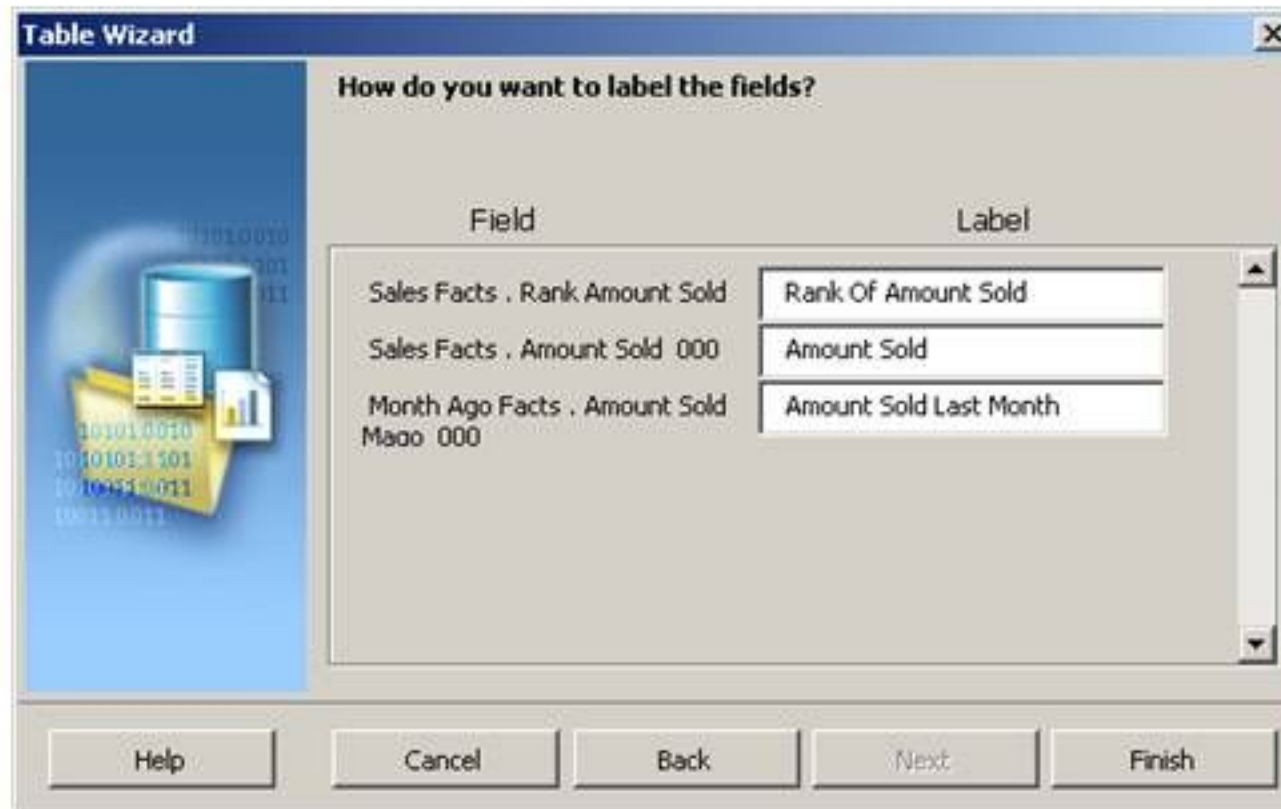 Table Wizard
How do you want to label the fields?
Field Label
Sales Facts . Rank Amount Sold Rank Of Amount Sold
Sales Facts . Amount Sold 000 Amount Sold
Month Ago Facts . Amount Sold Amount Sold Last Month
Mago 000
Help Cancel Back Next Finish